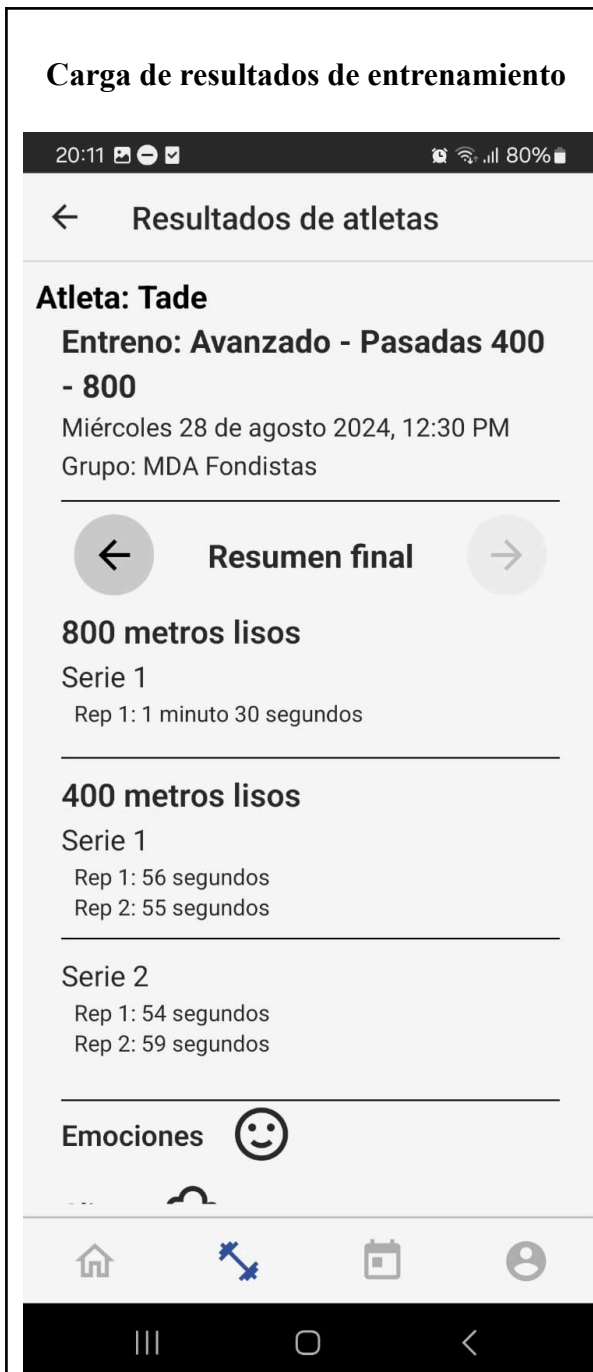 Carga de resultados de entrenamiento
20:11 80%
Resultados de atletas
Atleta: Tade
Entreno: Avanzado - Pasadas 400
- 800
Miércoles 28 de agosto 2024, 12:30 PM
Grupo: MDA Fondistas
Resumen final
800 metros lisos
Serie 1
Rep 1: 1 minuto 30 segundos
400 metros lisos
Serie 1
Rep 1: 56 segundos
Rep 2: 55 segundos
Serie 2
Rep 1: 54 segundos
Rep 2: 59 segundos
Emociones